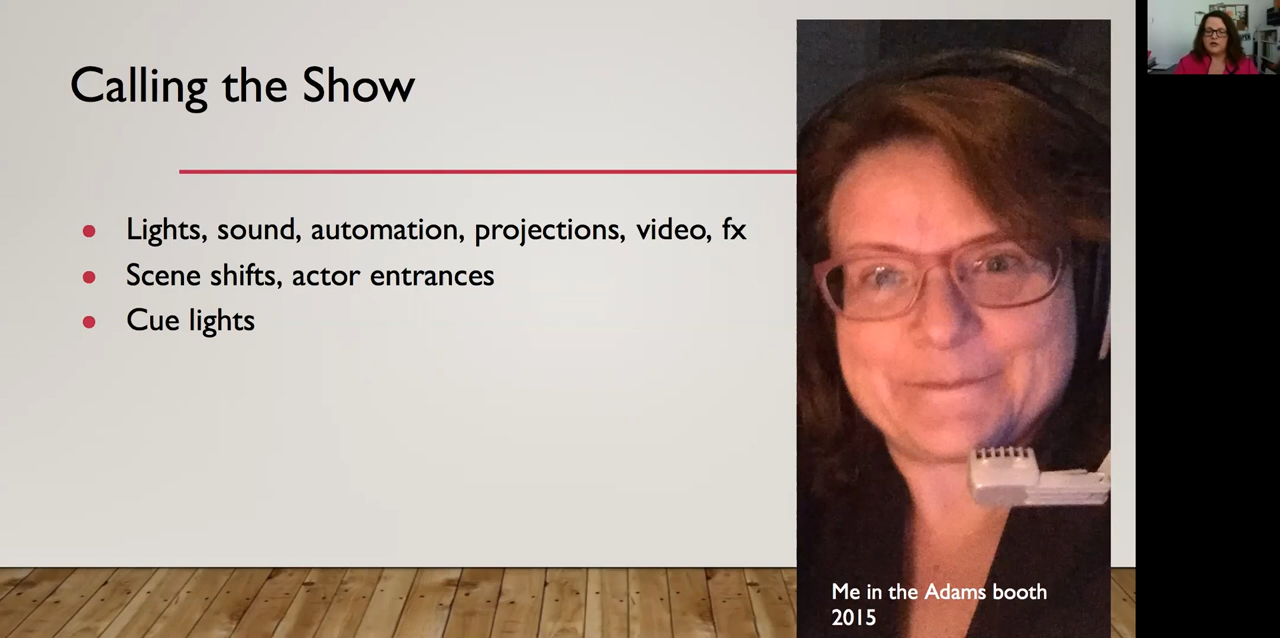 Calling the Show
Lights, sound, automation, projections, video, fx
Scene shifts, actor entrances
Cue lights
Me in the Adams booth
2015